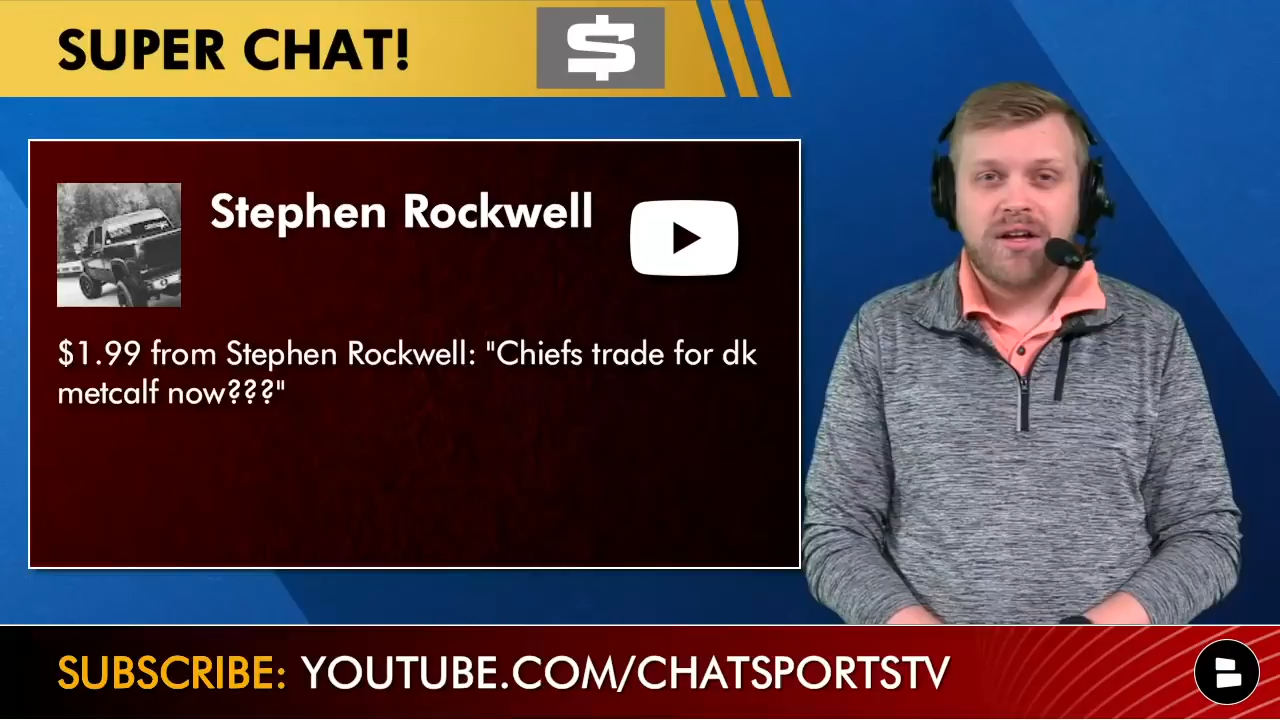 SUPER CHAT!
Stephen Rockwell
$1.99 from Stephen Rockwell: "Chiefs trade for dk
metcalf now???"
SUBSCRIBE: YOUTUBE.COM/CHATSPORTSTV